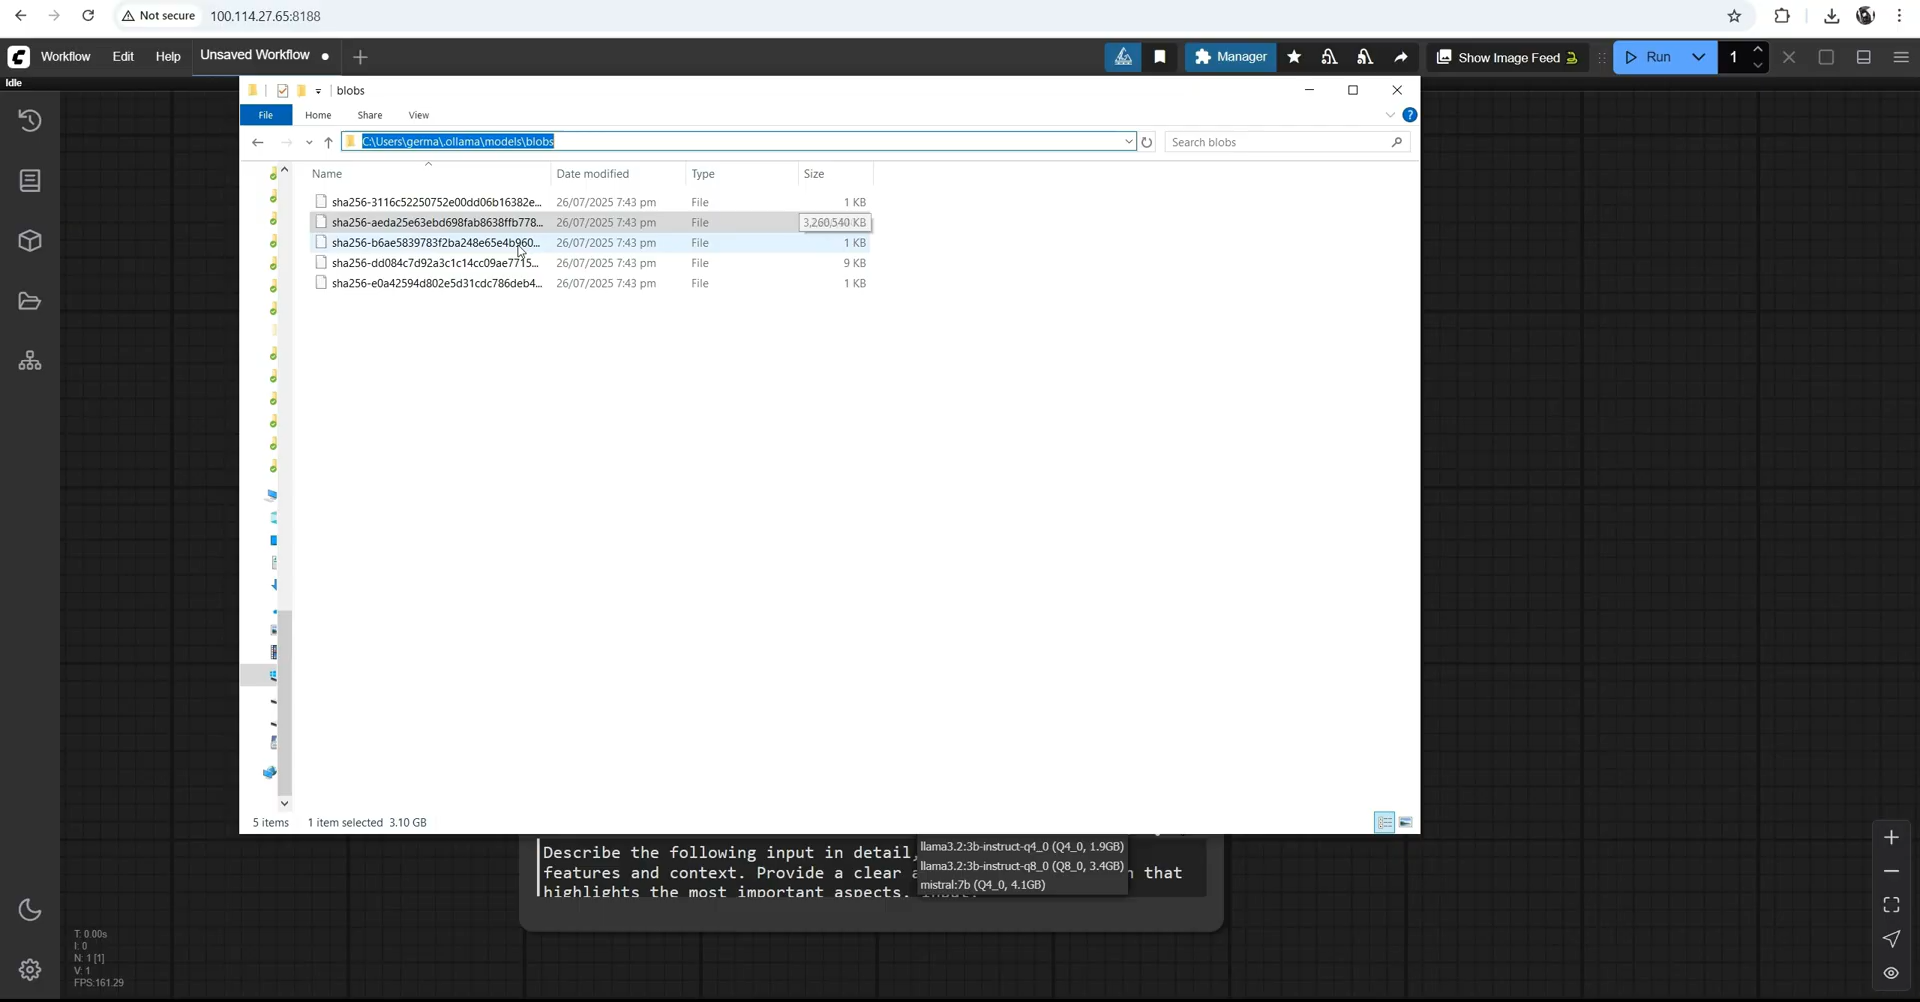 Not secure 100.114.27.65:8188
Workflow Edit Help Unsaved Workflow Manager Show Image Feed Run 1
Idle
blobs
File Home Share View
C:\Users\germa\.ollama\models\blobs Search blobs
Name Date modified Type Size
sha256-3116c52250752e00dd06b16382e... 26/07/2025 7:43 pm File 1 KB
sha256-aeda25e63ebd698fab8638ffb778... 26/07/2025 7:43 pm File 3,260,540 KB
sha256-b6ae5839783f2ba248e65e4b960... 26/07/2025 7:43 pm File 1 KB
sha256-dd084c7d92a3c1c14cc09ae7715... 26/07/2025 7:43 pm File 9 KB
sha256-e0a42594d802e5d31cdc786deb4... 26/07/2025 7:43 pm File 1 KB
5 items 1 item selected 3.10 GB
llama3.2:3b-instruct-q4_0 (Q4_0, 1.9GB)
llama3.2:3b-instruct-q8_0 (Q8_0, 3.4GB)
mistral:7b (Q4_0, 4.1GB)
Describe the following input in detail,
features and context. Provide a clear a n that
highlights the most important aspects.
T: 0.00s
I: 0
N: 1 [1]
V: 1
FPS:161.29